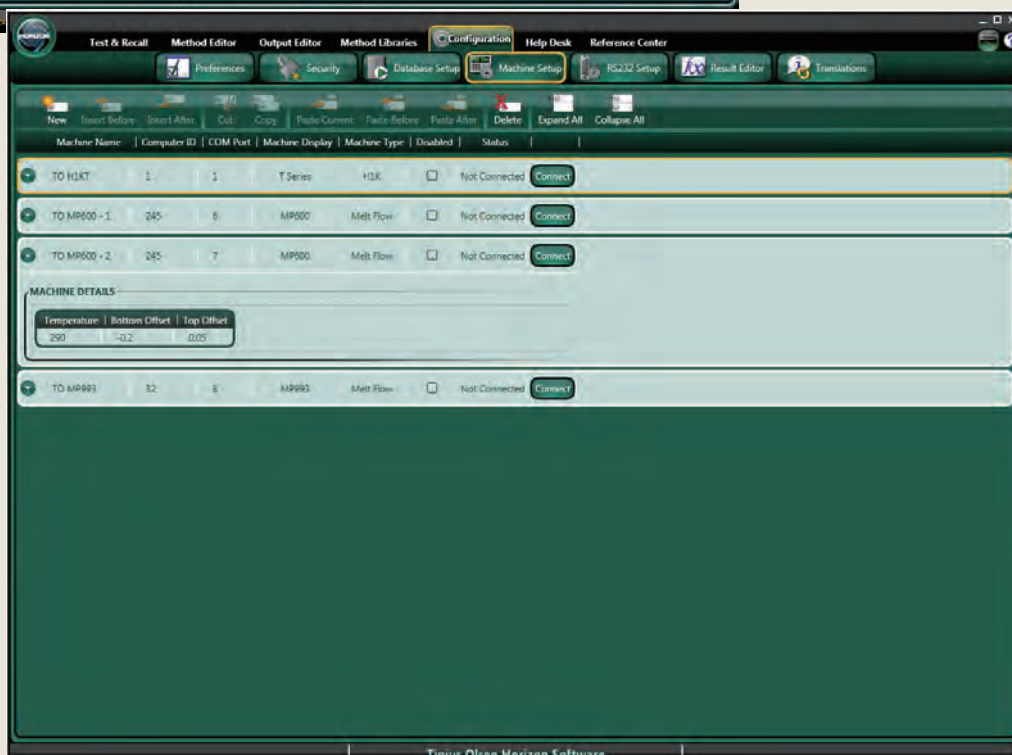 HORIZON
Test & Recall Method Editor Output Editor Method Libraries Configuration Help Desk Reference Center
Preferences Security Database Setup Machine Setup RS232 Setup Result Editor Translations
New Insert Before Insert After Cut Copy Paste Current Paste Before Paste After Delete Expand All Collapse All
Machine Name | Computer ID | COM Port | Machine Display | Machine Type | Disabled | Status | |
TO H1KT 1 1 T Series H1K Not Connected Connect
TO MP600 - 1 245 6 MP600 Melt Flow Not Connected Connect
TO MP600 - 2 245 7 MP600 Melt Flow Not Connected Connect
MACHINE DETAILS
Temperature | Bottom Offset | Top Offset
290 -0.2 0.05
TO MP993 32 8 MP993 Melt Flow Not Connected Connect
Tinius Olsen Horizon Software